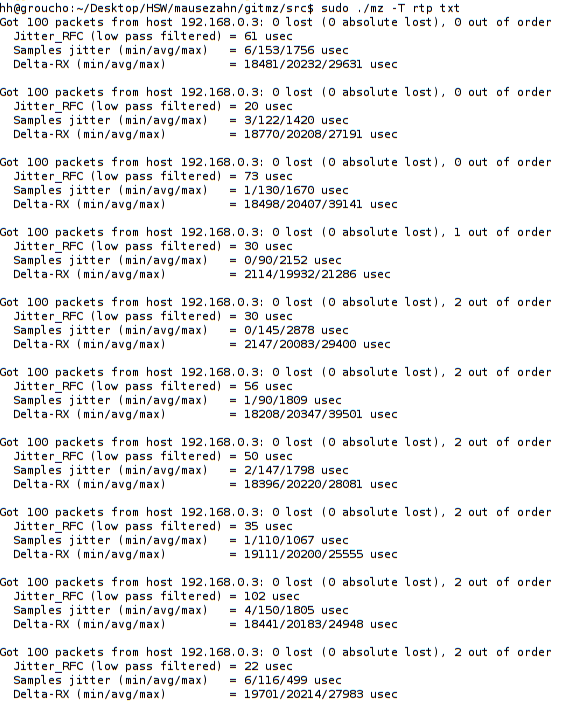 hh@groucho:~/Desktop/HSW/mausezahn/gitmz/src$ sudo ./mz -T rtp txt
Got 100 packets from host 192.168.0.3: 0 lost (0 absolute lost), 0 out of order
Jitter_RFC (low pass filtered) = 61 usec
Samples jitter (min/avg/max) = 6/153/1756 usec
Delta-RX (min/avg/max) = 18481/20232/29631 usec
Got 100 packets from host 192.168.0.3: 0 lost (0 absolute lost), 0 out of order
Jitter_RFC (low pass filtered) = 20 usec
Samples jitter (min/avg/max) = 3/122/1420 usec
Delta-RX (min/avg/max) = 18770/20208/27191 usec
Got 100 packets from host 192.168.0.3: 0 lost (0 absolute lost), 0 out of order
Jitter_RFC (low pass filtered) = 73 usec
Samples jitter (min/avg/max) = 1/130/1670 usec
Delta-RX (min/avg/max) = 18498/20407/39141 usec
Got 100 packets from host 192.168.0.3: 0 lost (0 absolute lost), 1 out of order
Jitter_RFC (low pass filtered) = 30 usec
Samples jitter (min/avg/max) = 0/90/2152 usec
Delta-RX (min/avg/max) = 2114/19932/21286 usec
Got 100 packets from host 192.168.0.3: 0 lost (0 absolute lost), 2 out of order
Jitter_RFC (low pass filtered) = 30 usec
Samples jitter (min/avg/max) = 0/145/2878 usec
Delta-RX (min/avg/max) = 2147/20083/29400 usec
Got 100 packets from host 192.168.0.3: 0 lost (0 absolute lost), 2 out of order
Jitter_RFC (low pass filtered) = 56 usec
Samples jitter (min/avg/max) = 1/90/1809 usec
Delta-RX (min/avg/max) = 18208/20347/39501 usec
Got 100 packets from host 192.168.0.3: 0 lost (0 absolute lost), 2 out of order
Jitter_RFC (low pass filtered) = 50 usec
Samples jitter (min/avg/max) = 2/147/1798 usec
Delta-RX (min/avg/max) = 18396/20220/28081 usec
Got 100 packets from host 192.168.0.3: 0 lost (0 absolute lost), 2 out of order
Jitter_RFC (low pass filtered) = 35 usec
Samples jitter (min/avg/max) = 1/110/1067 usec
Delta-RX (min/avg/max) = 19111/20200/25555 usec
Got 100 packets from host 192.168.0.3: 0 lost (0 absolute lost), 2 out of order
Jitter_RFC (low pass filtered) = 102 usec
Samples jitter (min/avg/max) = 4/150/1805 usec
Delta-RX (min/avg/max) = 18441/20183/24948 usec
Got 100 packets from host 192.168.0.3: 0 lost (0 absolute lost), 2 out of order
Jitter_RFC (low pass filtered) = 22 usec
Samples jitter (min/avg/max) = 6/116/499 usec
Delta-RX (min/avg/max) = 19701/20214/27983 usec